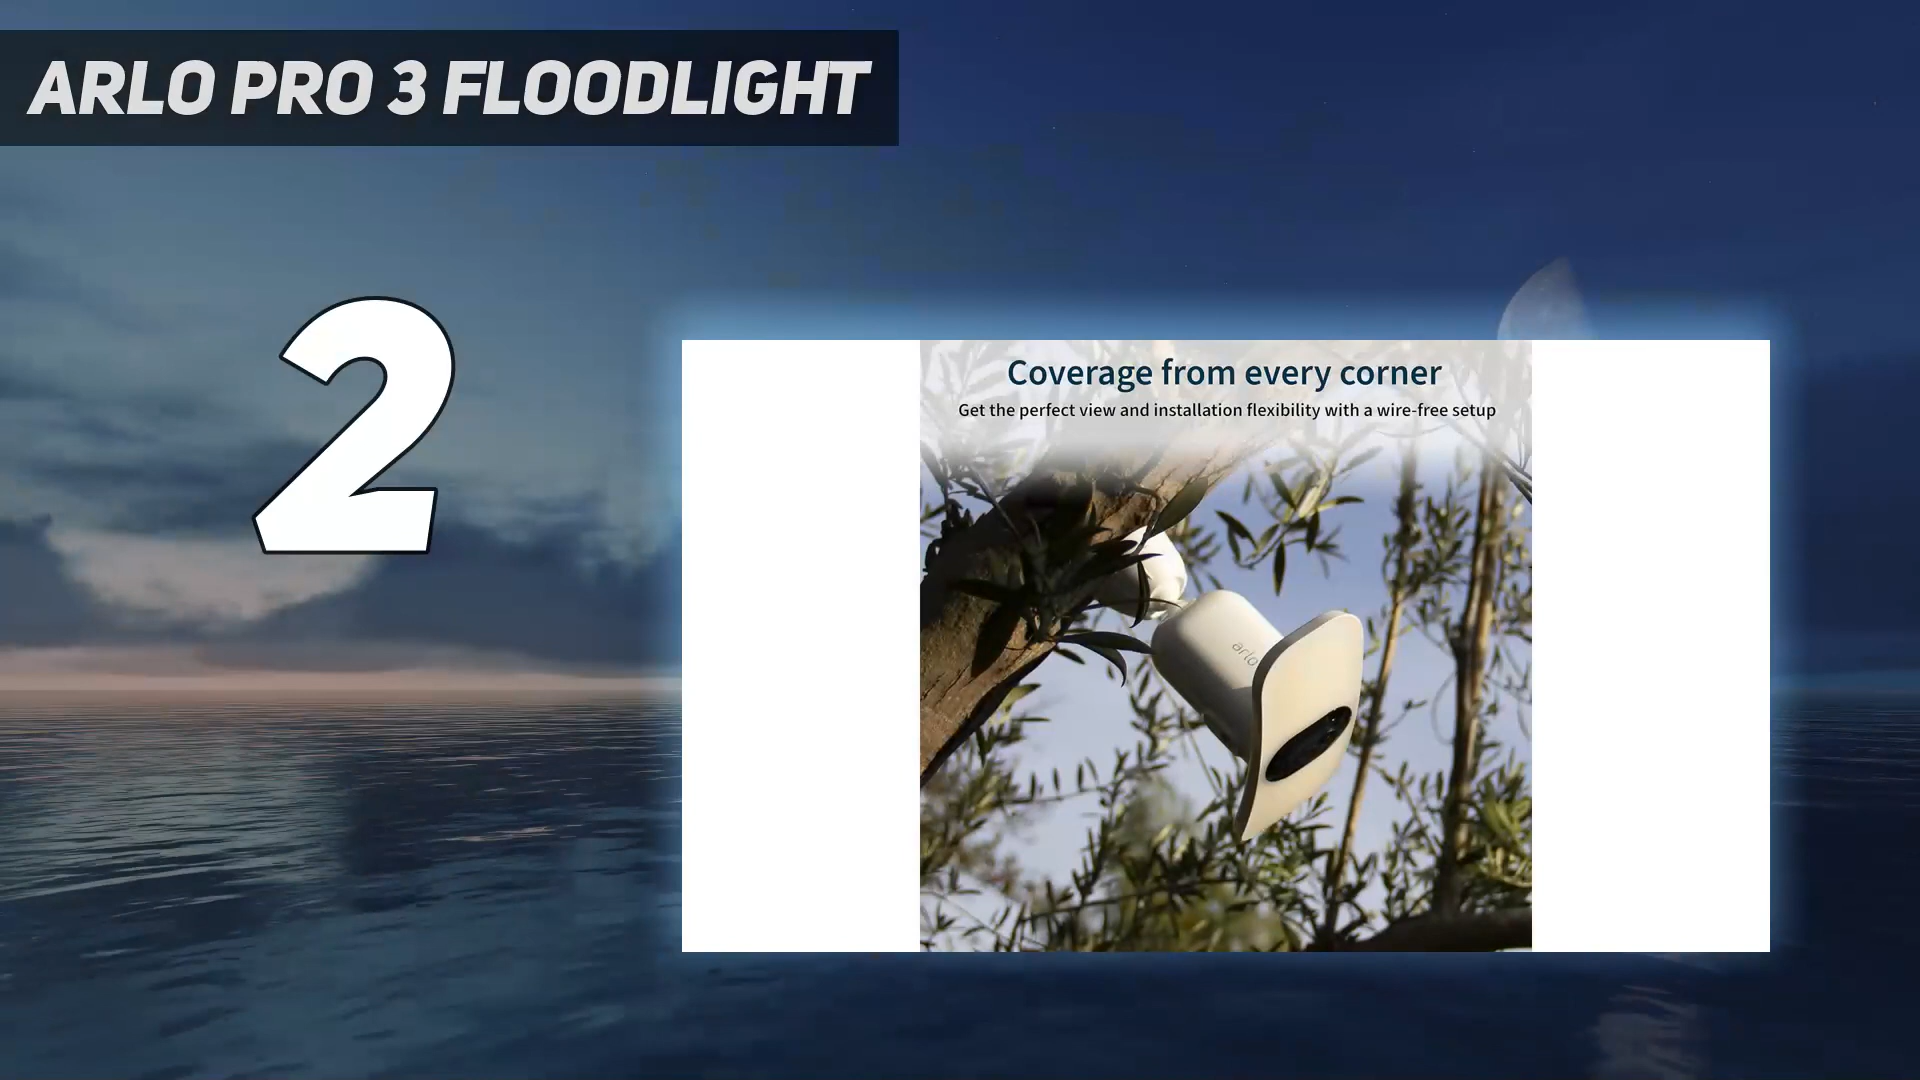 ARLO PRO 3 FLOODLIGHT
2
Coverage from every corner
Get the perfect view and installation flexibility with a wire-free setup
arlo